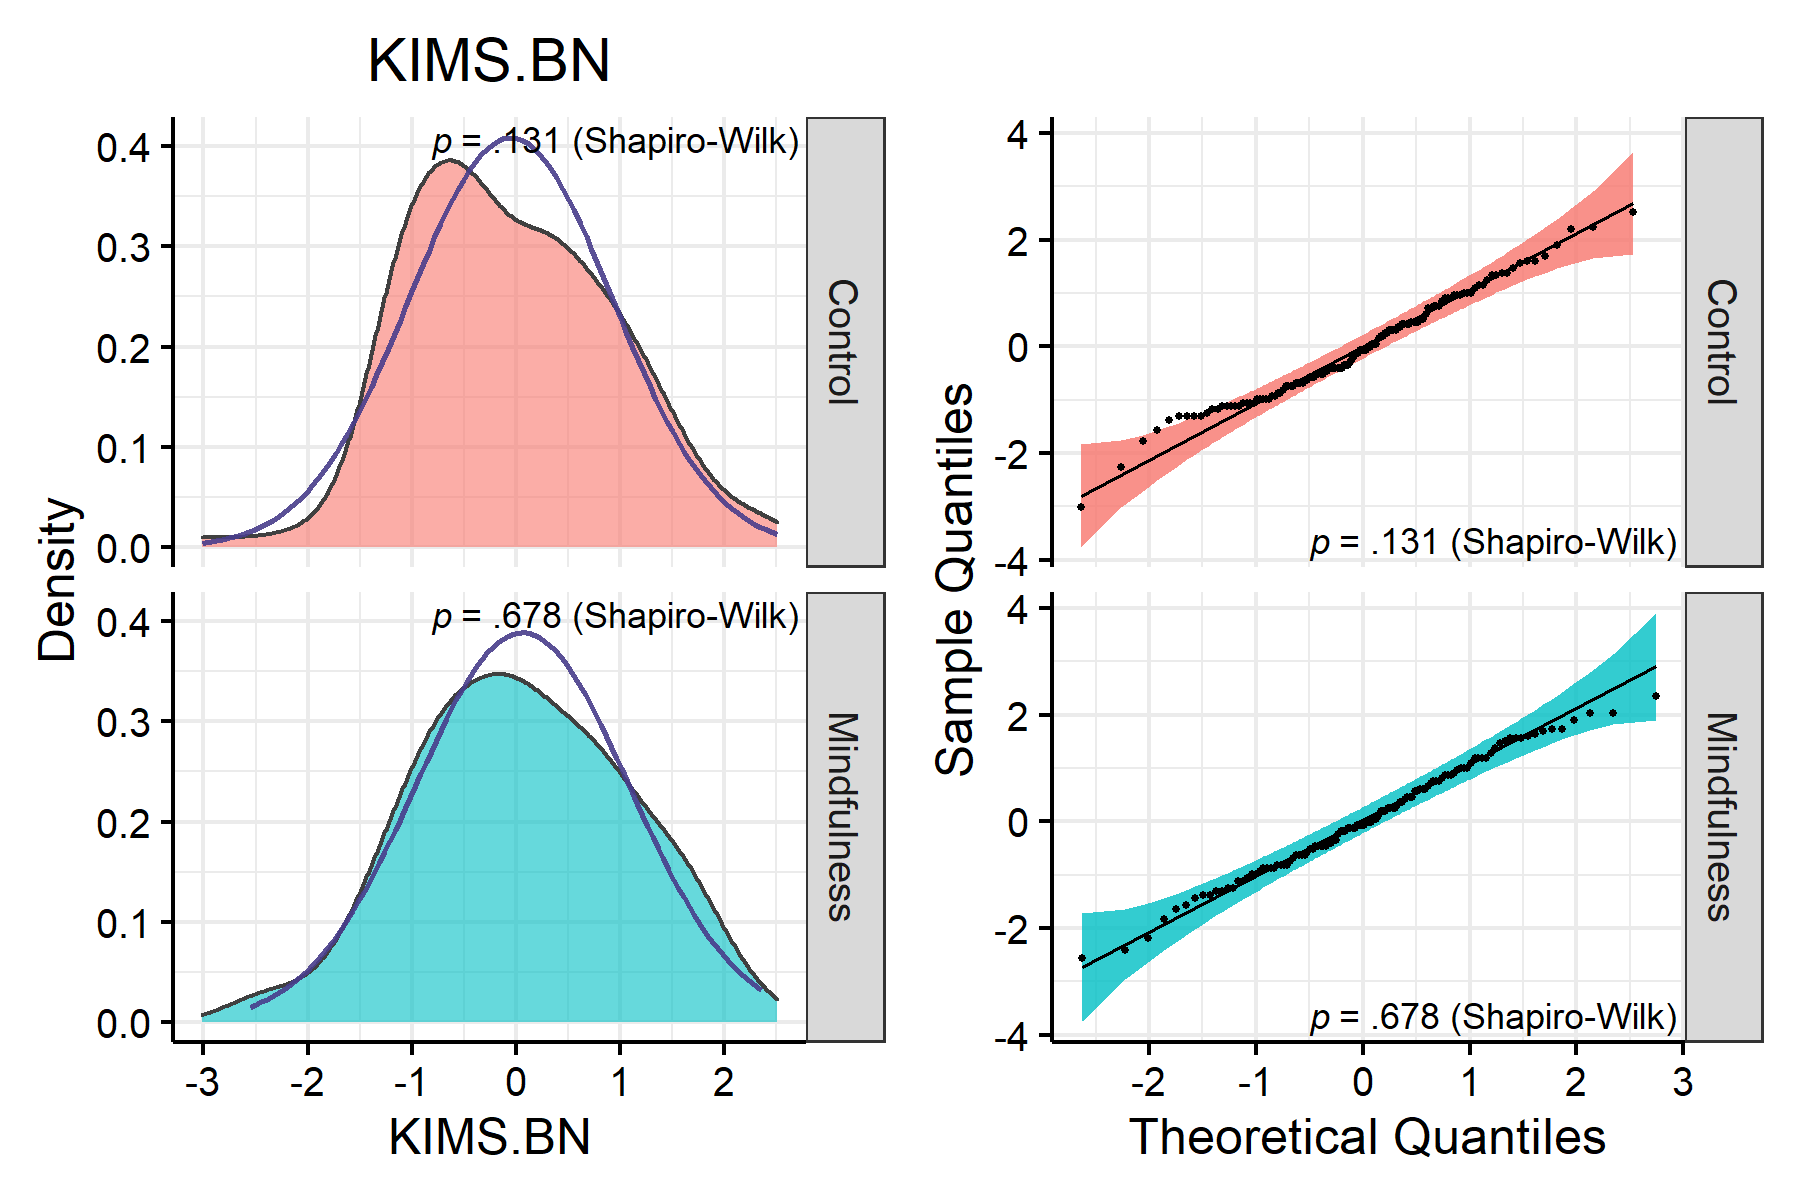 KIMS.BN
Density
0.4
0.3
0.2
0.1
0.0
p = .131 (Shapiro-Wilk)
Control
0.4
0.3
0.2
0.1
0.0
p = .678 (Shapiro-Wilk)
Mindfulness
-3 -2 -1 0 1 2
KIMS.BN
Sample Quantiles
4
2
0
-2
-4
p = .131 (Shapiro-Wilk)
Control
4
2
0
-2
-4
p = .678 (Shapiro-Wilk)
Mindfulness
-2 -1 0 1 2 3
Theoretical Quantiles